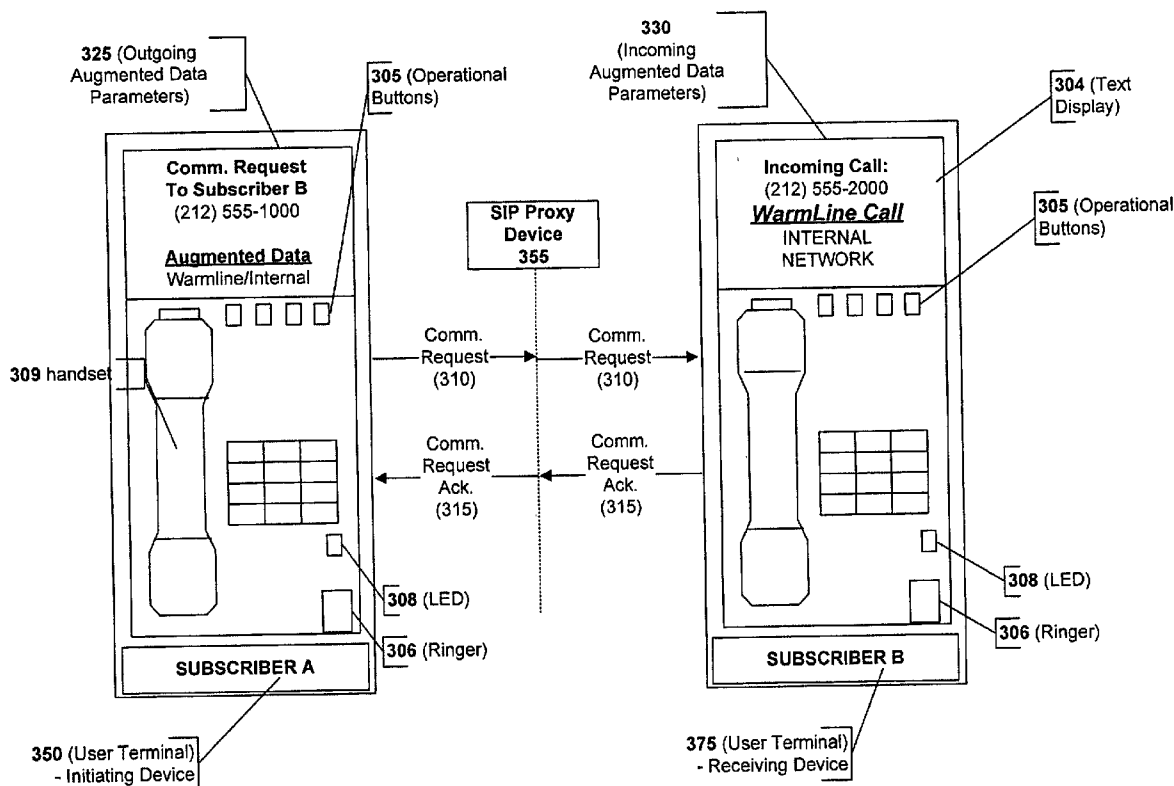 325 (Outgoing
Augmented Data
Parameters)
305 (Operational
Buttons)
330
(Incoming
Augmented Data
Parameters)
304 (Text
Display)
Comm. Request
To Subscriber B
(212) 555-1000
Augmented Data
Warmline/Internal
SIP Proxy
Device
355
Incoming Call:
(212) 555-2000
WarmLine Call
INTERNAL
NETWORK
305 (Operational
Buttons)
309 handset
Comm.
Request
(310)
Comm.
Request
(310)
Comm.
Request
Ack.
(315)
Comm.
Request
Ack.
(315)
308 (LED)
306 (Ringer)
308 (LED)
306 (Ringer)
SUBSCRIBER A
SUBSCRIBER B
350 (User Terminal)
- Initiating Device
375 (User Terminal)
- Receiving Device